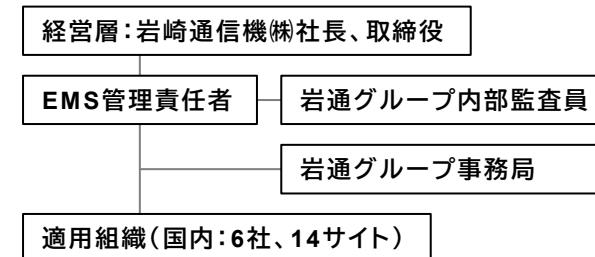 経営層：岩崎通信機㈱社長、取締役
EMS管理責任者
岩通グループ内部監査員
岩通グループ事務局
適用組織（国内：6社、14サイト）